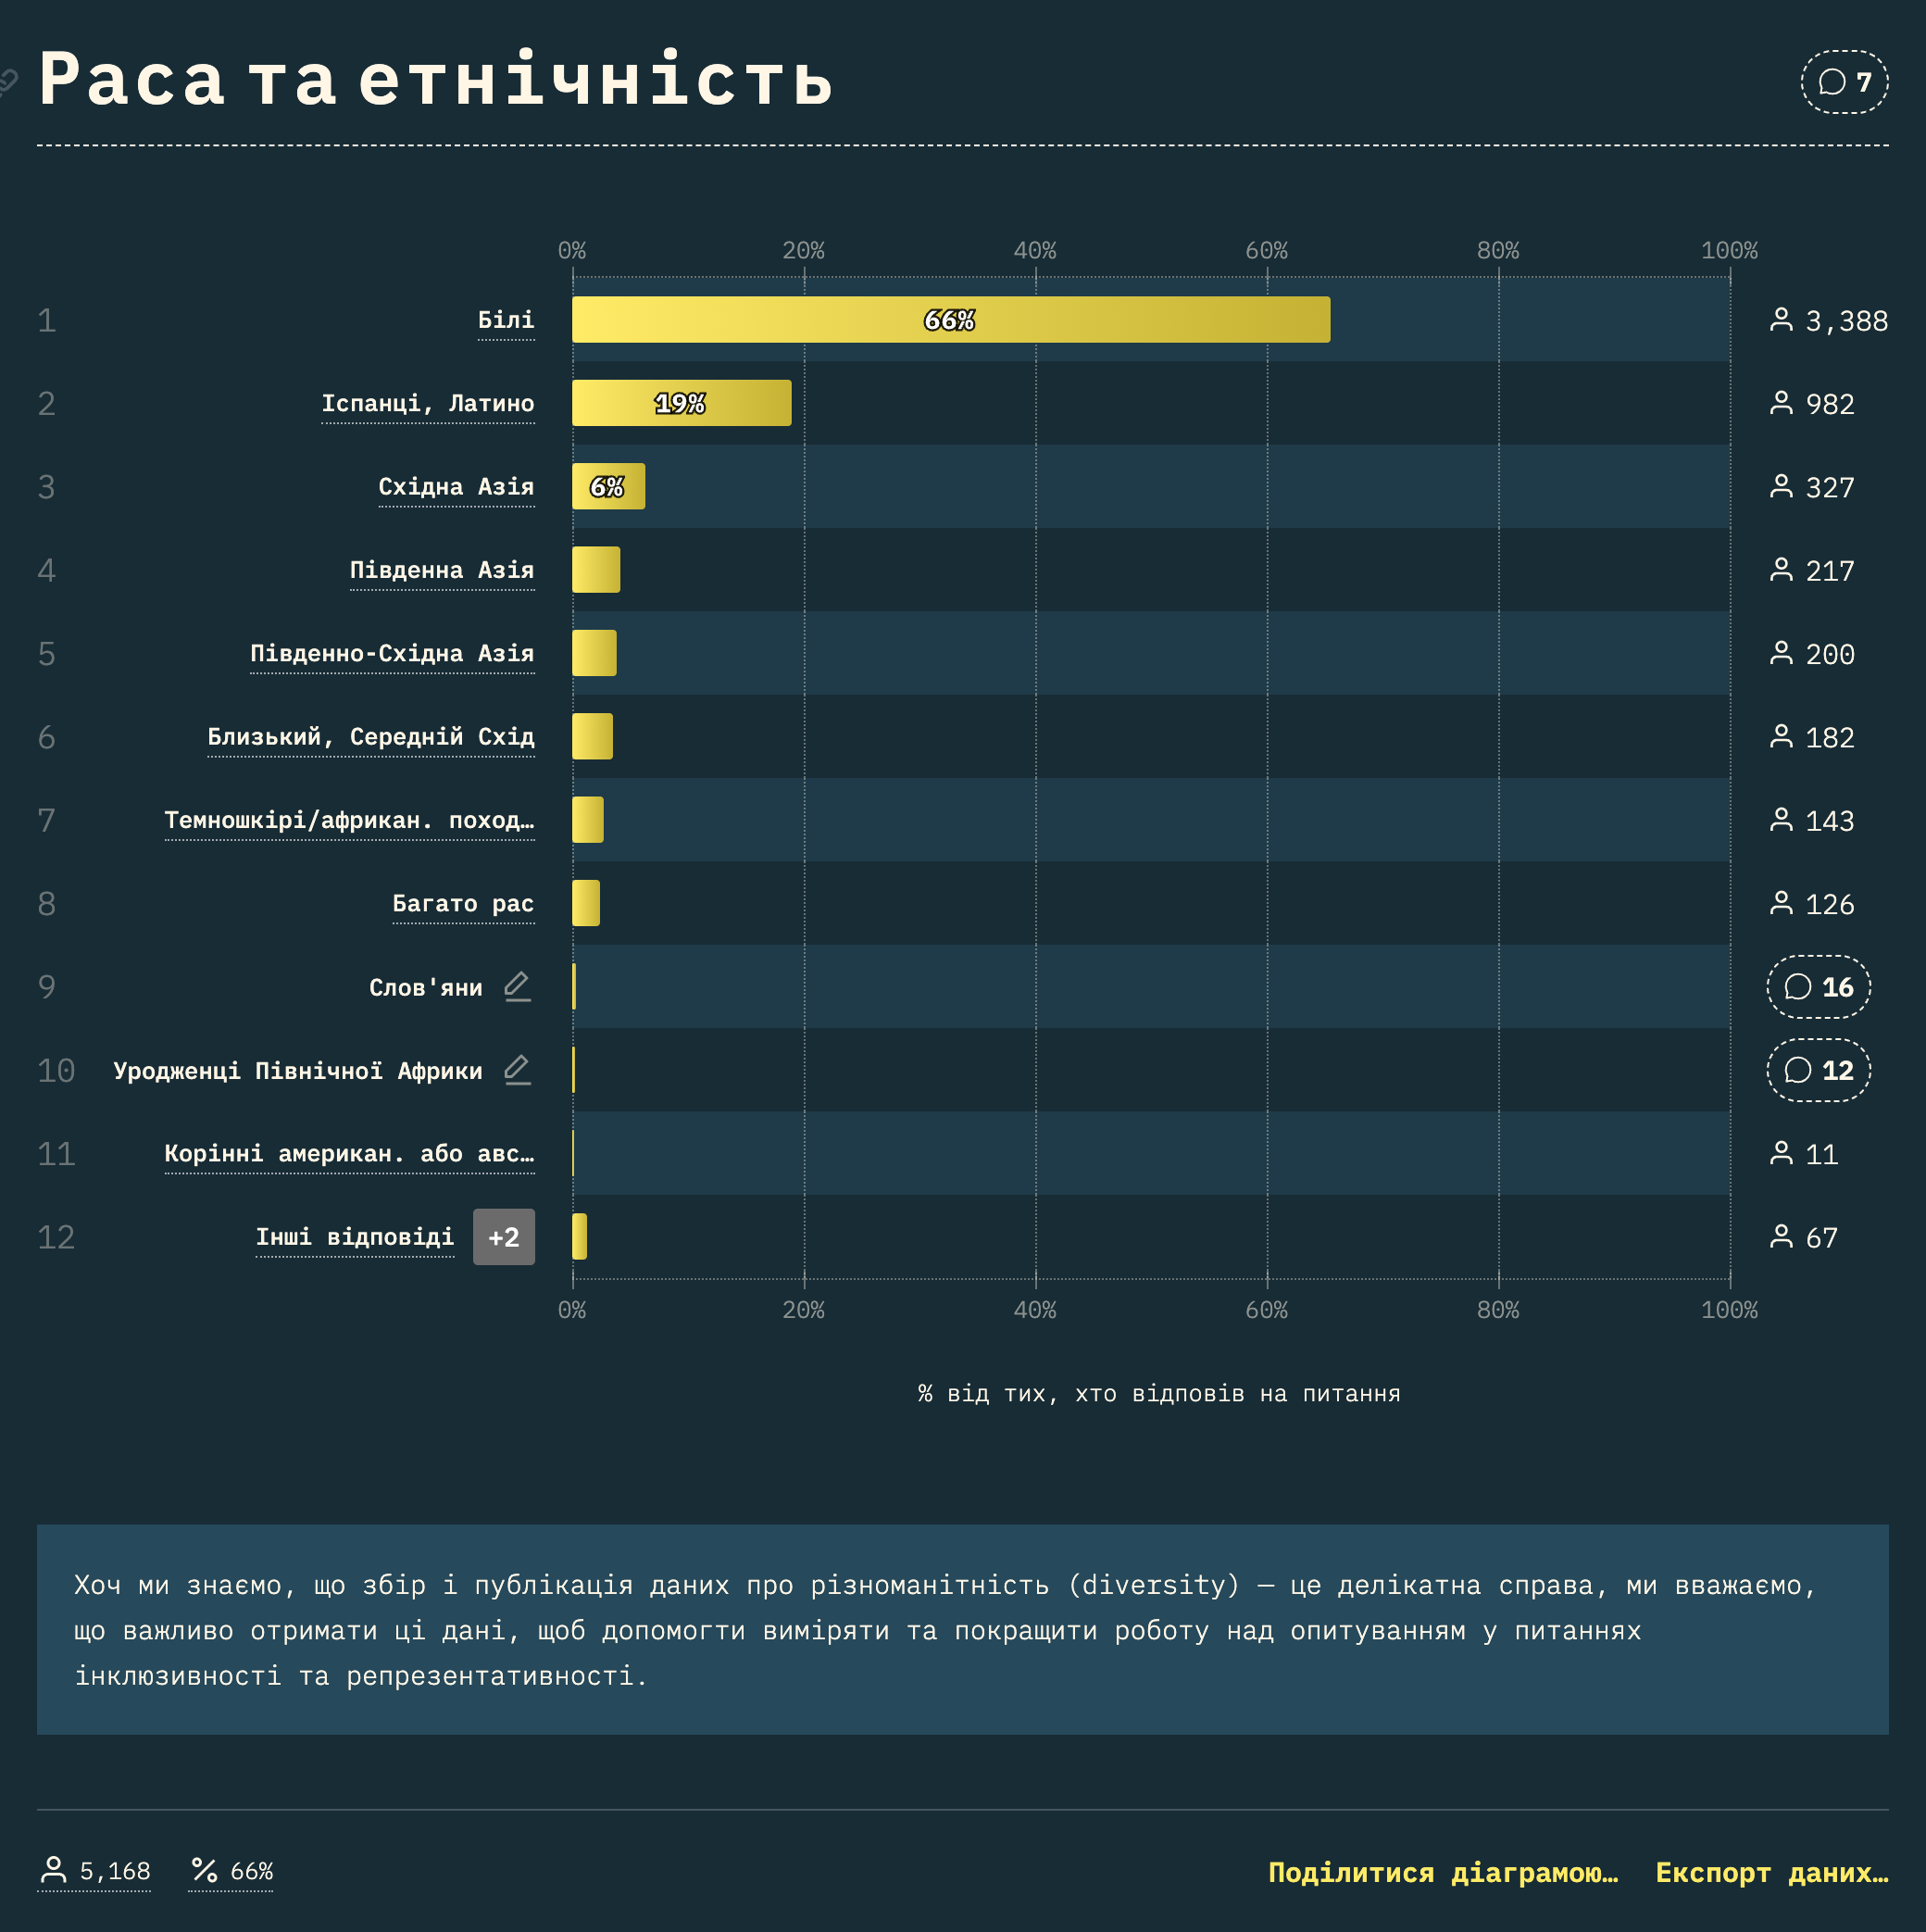 Раса та етнічність
7
0% 20% 40% 60% 80% 100%
1 Білі 66% 3,388
2 Іспанці, Латино 19% 982
3 Східна Азія 6% 327
4 Південна Азія 217
5 Південно-Східна Азія 200
6 Близький, Середній Схід 182
7 Темношкірі/африкан. поход… 143
8 Багато рас 126
9 Слов'яни 16
10 Уродженці Північної Африки 12
11 Корінні американ. або авс… 11
12 Інші відповіді +2 67
0% 20% 40% 60% 80% 100%
% від тих, хто відповів на питання
Хоч ми знаємо, що збір і публікація даних про різноманітність (diversity) — це делікатна справа, ми вважаємо,
що важливо отримати ці дані, щоб допомогти виміряти та покращити роботу над опитуванням у питаннях
інклюзивності та репрезентативності.
5,168 66% Поділитися діаграмою… Експорт даних…